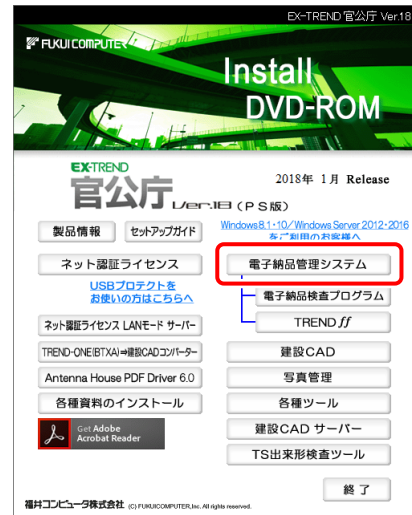 EX-TREND 官公庁 Ver.18
FUKUI COMPUTER
Install
DVD-ROM
EX-TREND
官公庁 Ver.18 (PS版)
2018年 1月 Release
製品情報
セットアップガイド
Windows8.1・10/Windows Server 2012・2016
をご利用のお客様へ
ネット認証ライセンス
電子納品管理システム
USBプロテクトを
お使いの方はこちらへ
電子納品検査プログラム
ネット認証ライセンス LANモード サーバー
TREND ff
TREND-ONE(BTXA)⇒建設CADコンバーター
建設CAD
Antenna House PDF Driver 6.0
写真管理
各種資料のインストール
各種ツール
Get Adobe
Acrobat Reader
建設CAD サーバー
TS出来形検査ツール
終了
福井コンピュータ株式会社 (C) FUKUICOMPUTER,Inc. All rights reserved.